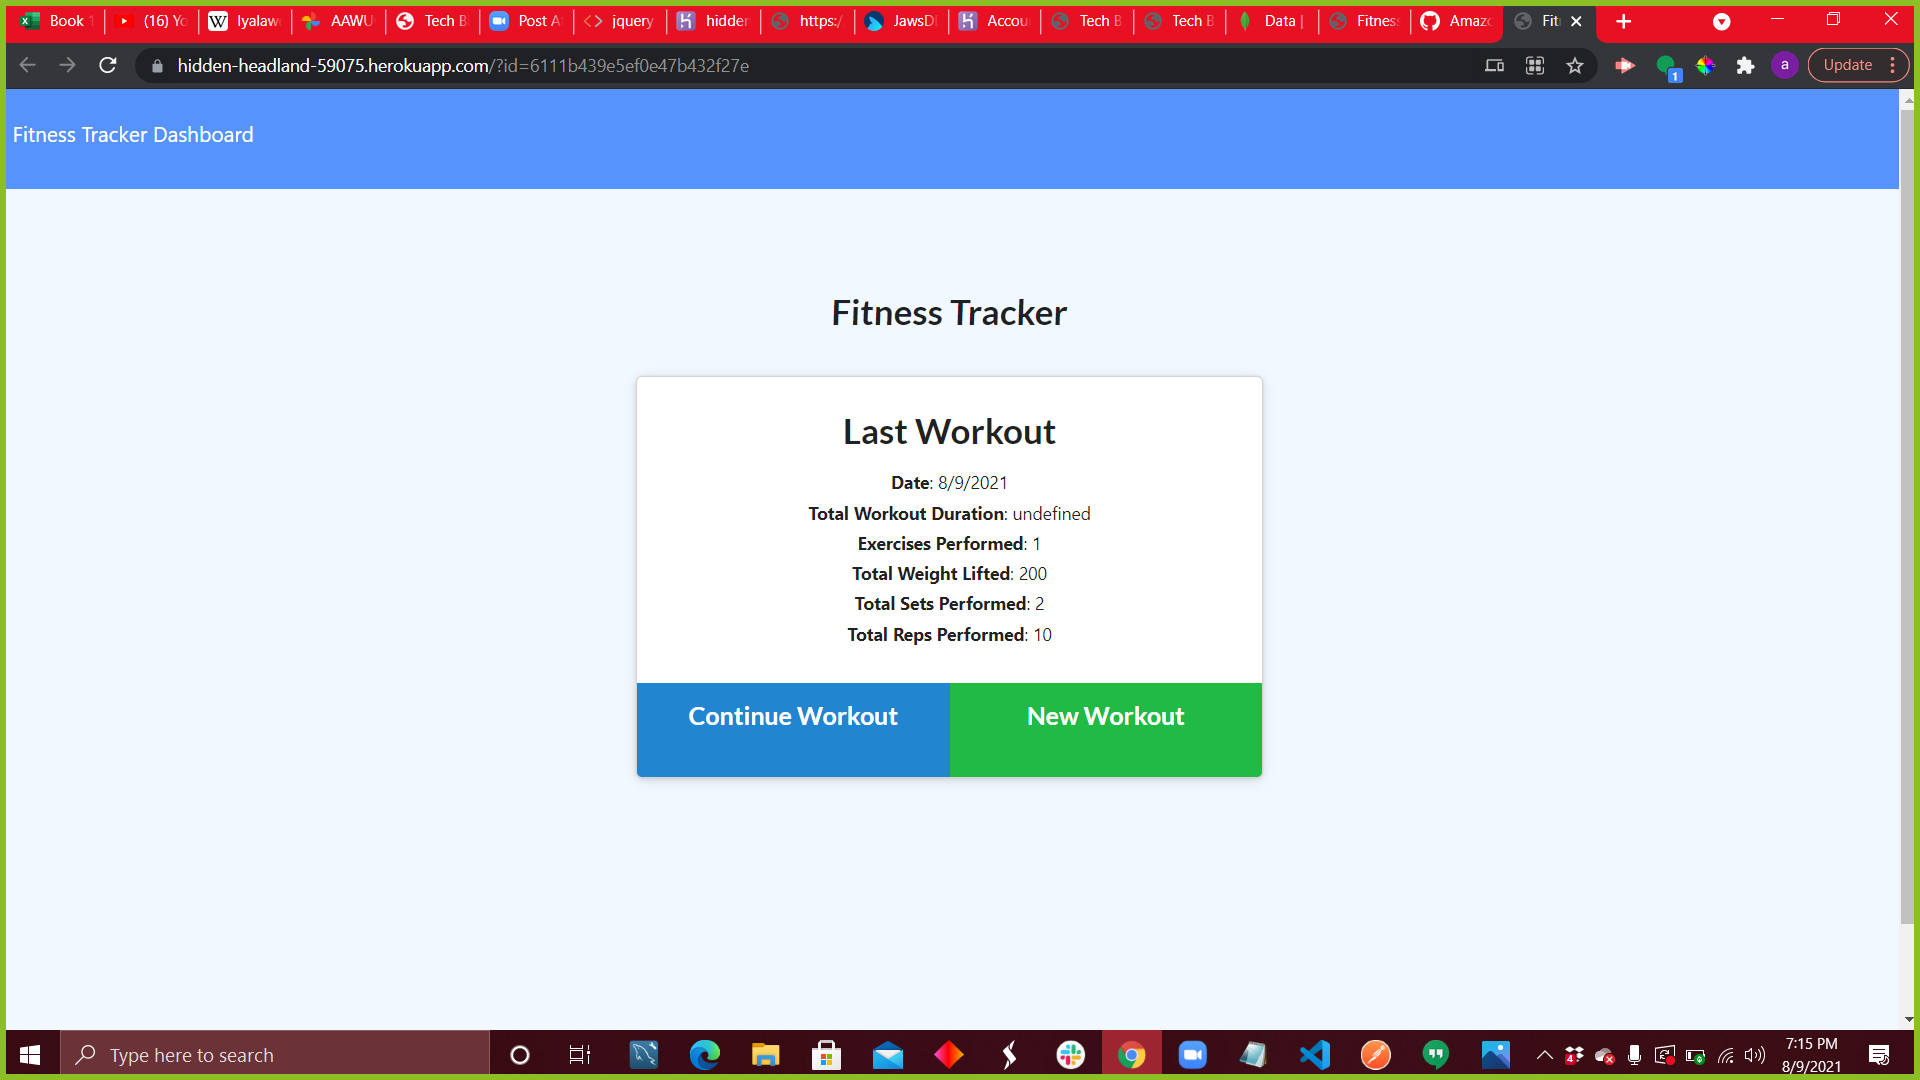 Book 1
(16) Yo
Iyalaw
AAWU
Tech B
Post A
jquery
hidden
https:/
JawsD
Accou
Tech B
Tech B
Data |
Fitness
Amazo
Fit
hidden-headland-59075.herokuapp.com/?id=6111b439e5ef0e47b432f27e
1
a
Update
Fitness Tracker Dashboard
Fitness Tracker
Last Workout
Date: 8/9/2021
Total Workout Duration: undefined
Exercises Performed: 1
Total Weight Lifted: 200
Total Sets Performed: 2
Total Reps Performed: 10
Continue Workout
New Workout
Type here to search
4
7:15 PM
8/9/2021